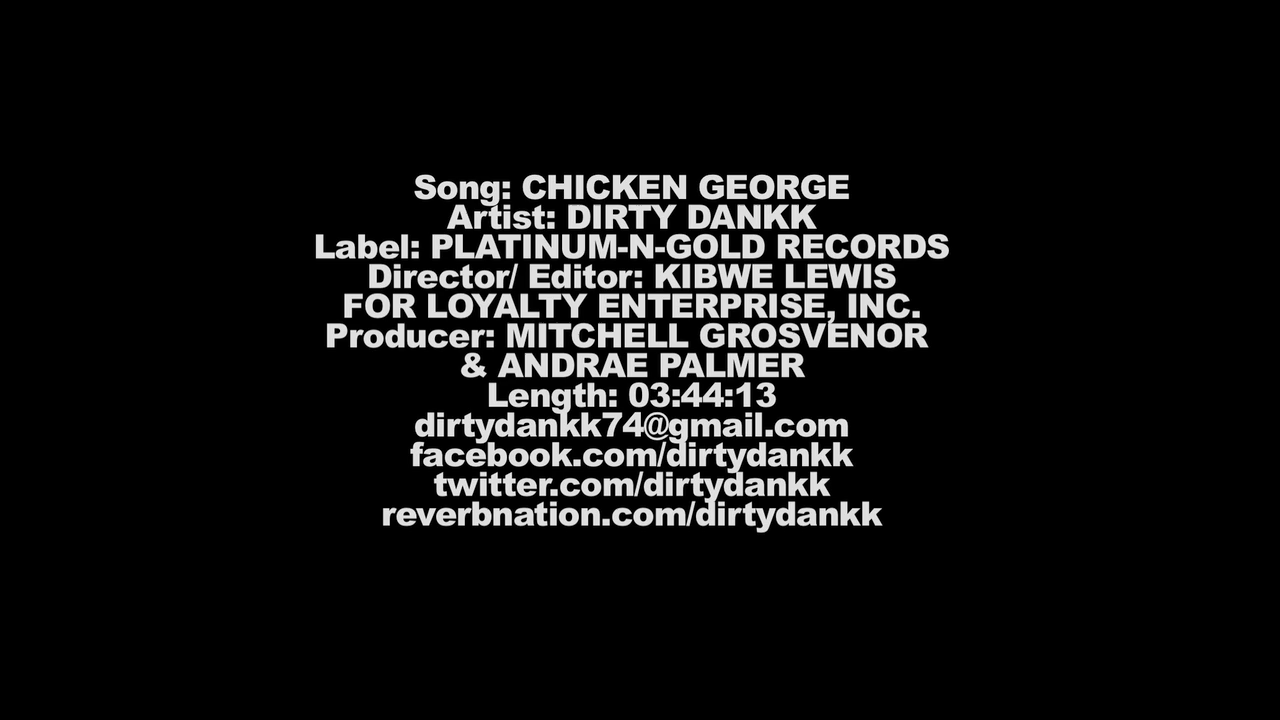 Song: CHICKEN GEORGE
Artist: DIRTY DANKK
Label: PLATINUM-N-GOLD RECORDS
Director/ Editor: KIBWE LEWIS
FOR LOYALTY ENTERPRISE, INC.
Producer: MITCHELL GROSVENOR
& ANDRAE PALMER
Length: 03:44:13
dirtydankk74@gmail.com
facebook.com/dirtydankk
twitter.com/dirtydankk
reverbnation.com/dirtydankk